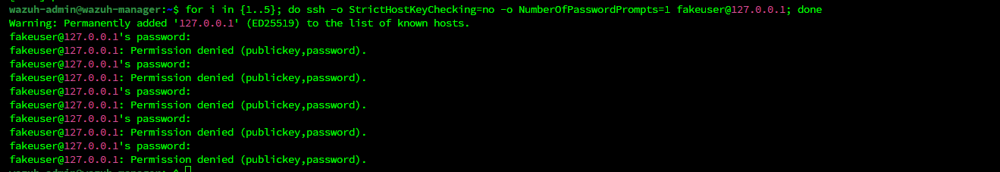 wazuh-admin@wazuh-manager:~$ for i in {1..5}; do ssh -o StrictHostKeyChecking=no -o NumberOfPasswordPrompts=1 fakeuser@127.0.0.1; done
Warning: Permanently added '127.0.0.1' (ED25519) to the list of known hosts.
fakeuser@127.0.0.1's password:
fakeuser@127.0.0.1: Permission denied (publickey,password).
fakeuser@127.0.0.1's password:
fakeuser@127.0.0.1: Permission denied (publickey,password).
fakeuser@127.0.0.1's password:
fakeuser@127.0.0.1: Permission denied (publickey,password).
fakeuser@127.0.0.1's password:
fakeuser@127.0.0.1: Permission denied (publickey,password).
fakeuser@127.0.0.1's password:
fakeuser@127.0.0.1: Permission denied (publickey,password).